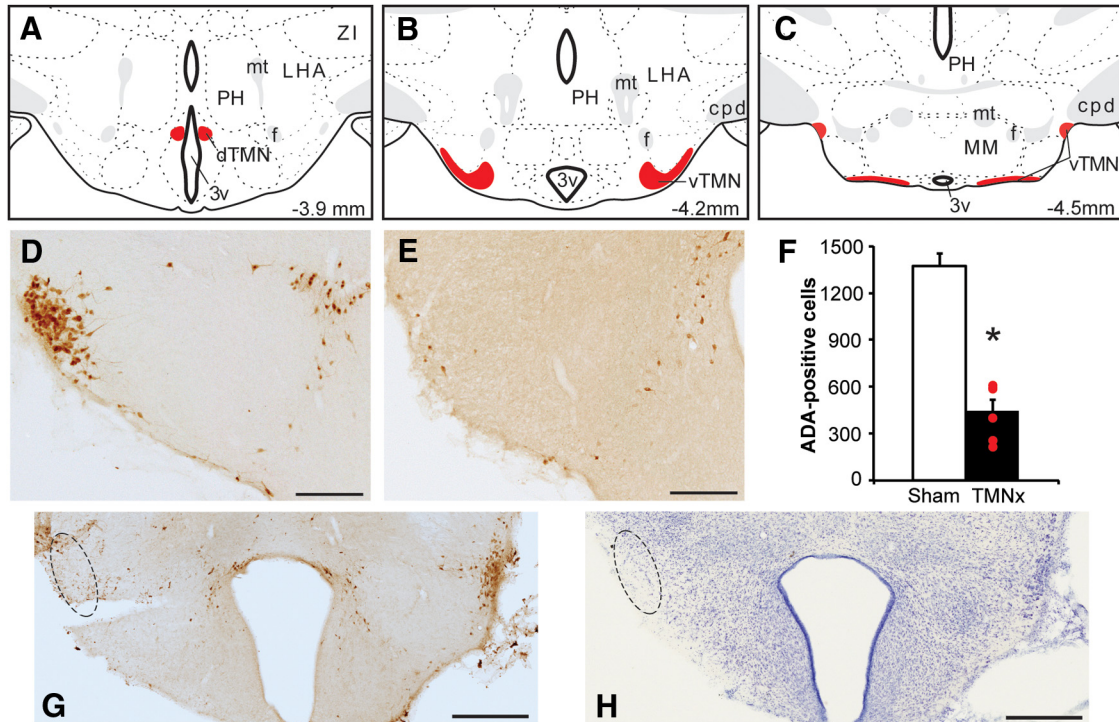 A
ZI
mt
LHA
PH
f
dTMN
3v
-3.9 mm
B
mt
LHA
PH
cpd
f
3v
vTMN
-4.2mm
C
PH
mt
cpd
f
MM
vTMN
3v
-4.5mm
D
E
F
ADA-positive cells
1500
1200
900
600
300
0
*
Sham TMNx
G
H